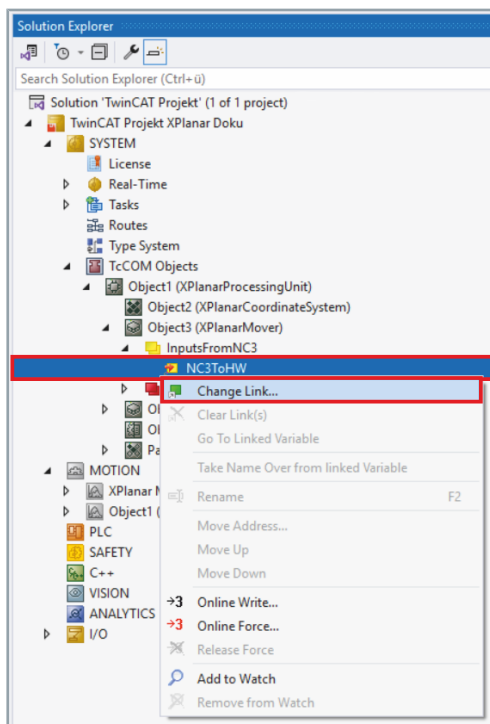 Solution Explorer
Search Solution Explorer (Ctrl+ü)
Solution 'TwinCAT Projekt' (1 of 1 project)
TwinCAT Projekt XPlanar Doku
SYSTEM
License
Real-Time
Tasks
Routes
Type System
TcCOM Objects
Object1 (XPlanarProcessingUnit)
Object2 (XPlanarCoordinateSystem)
Object3 (XPlanarMover)
InputsFromNC3
NC3ToHW
Change Link...
Clear Link(s)
Go To Linked Variable
Take Name Over from linked Variable
Rename F2
Move Address...
Move Up
Move Down
Online Write...
Online Force...
Release Force
Add to Watch
Remove from Watch
MOTION
XPlanar
Object1 (
PLC
SAFETY
C++
VISION
ANALYTICS
I/O